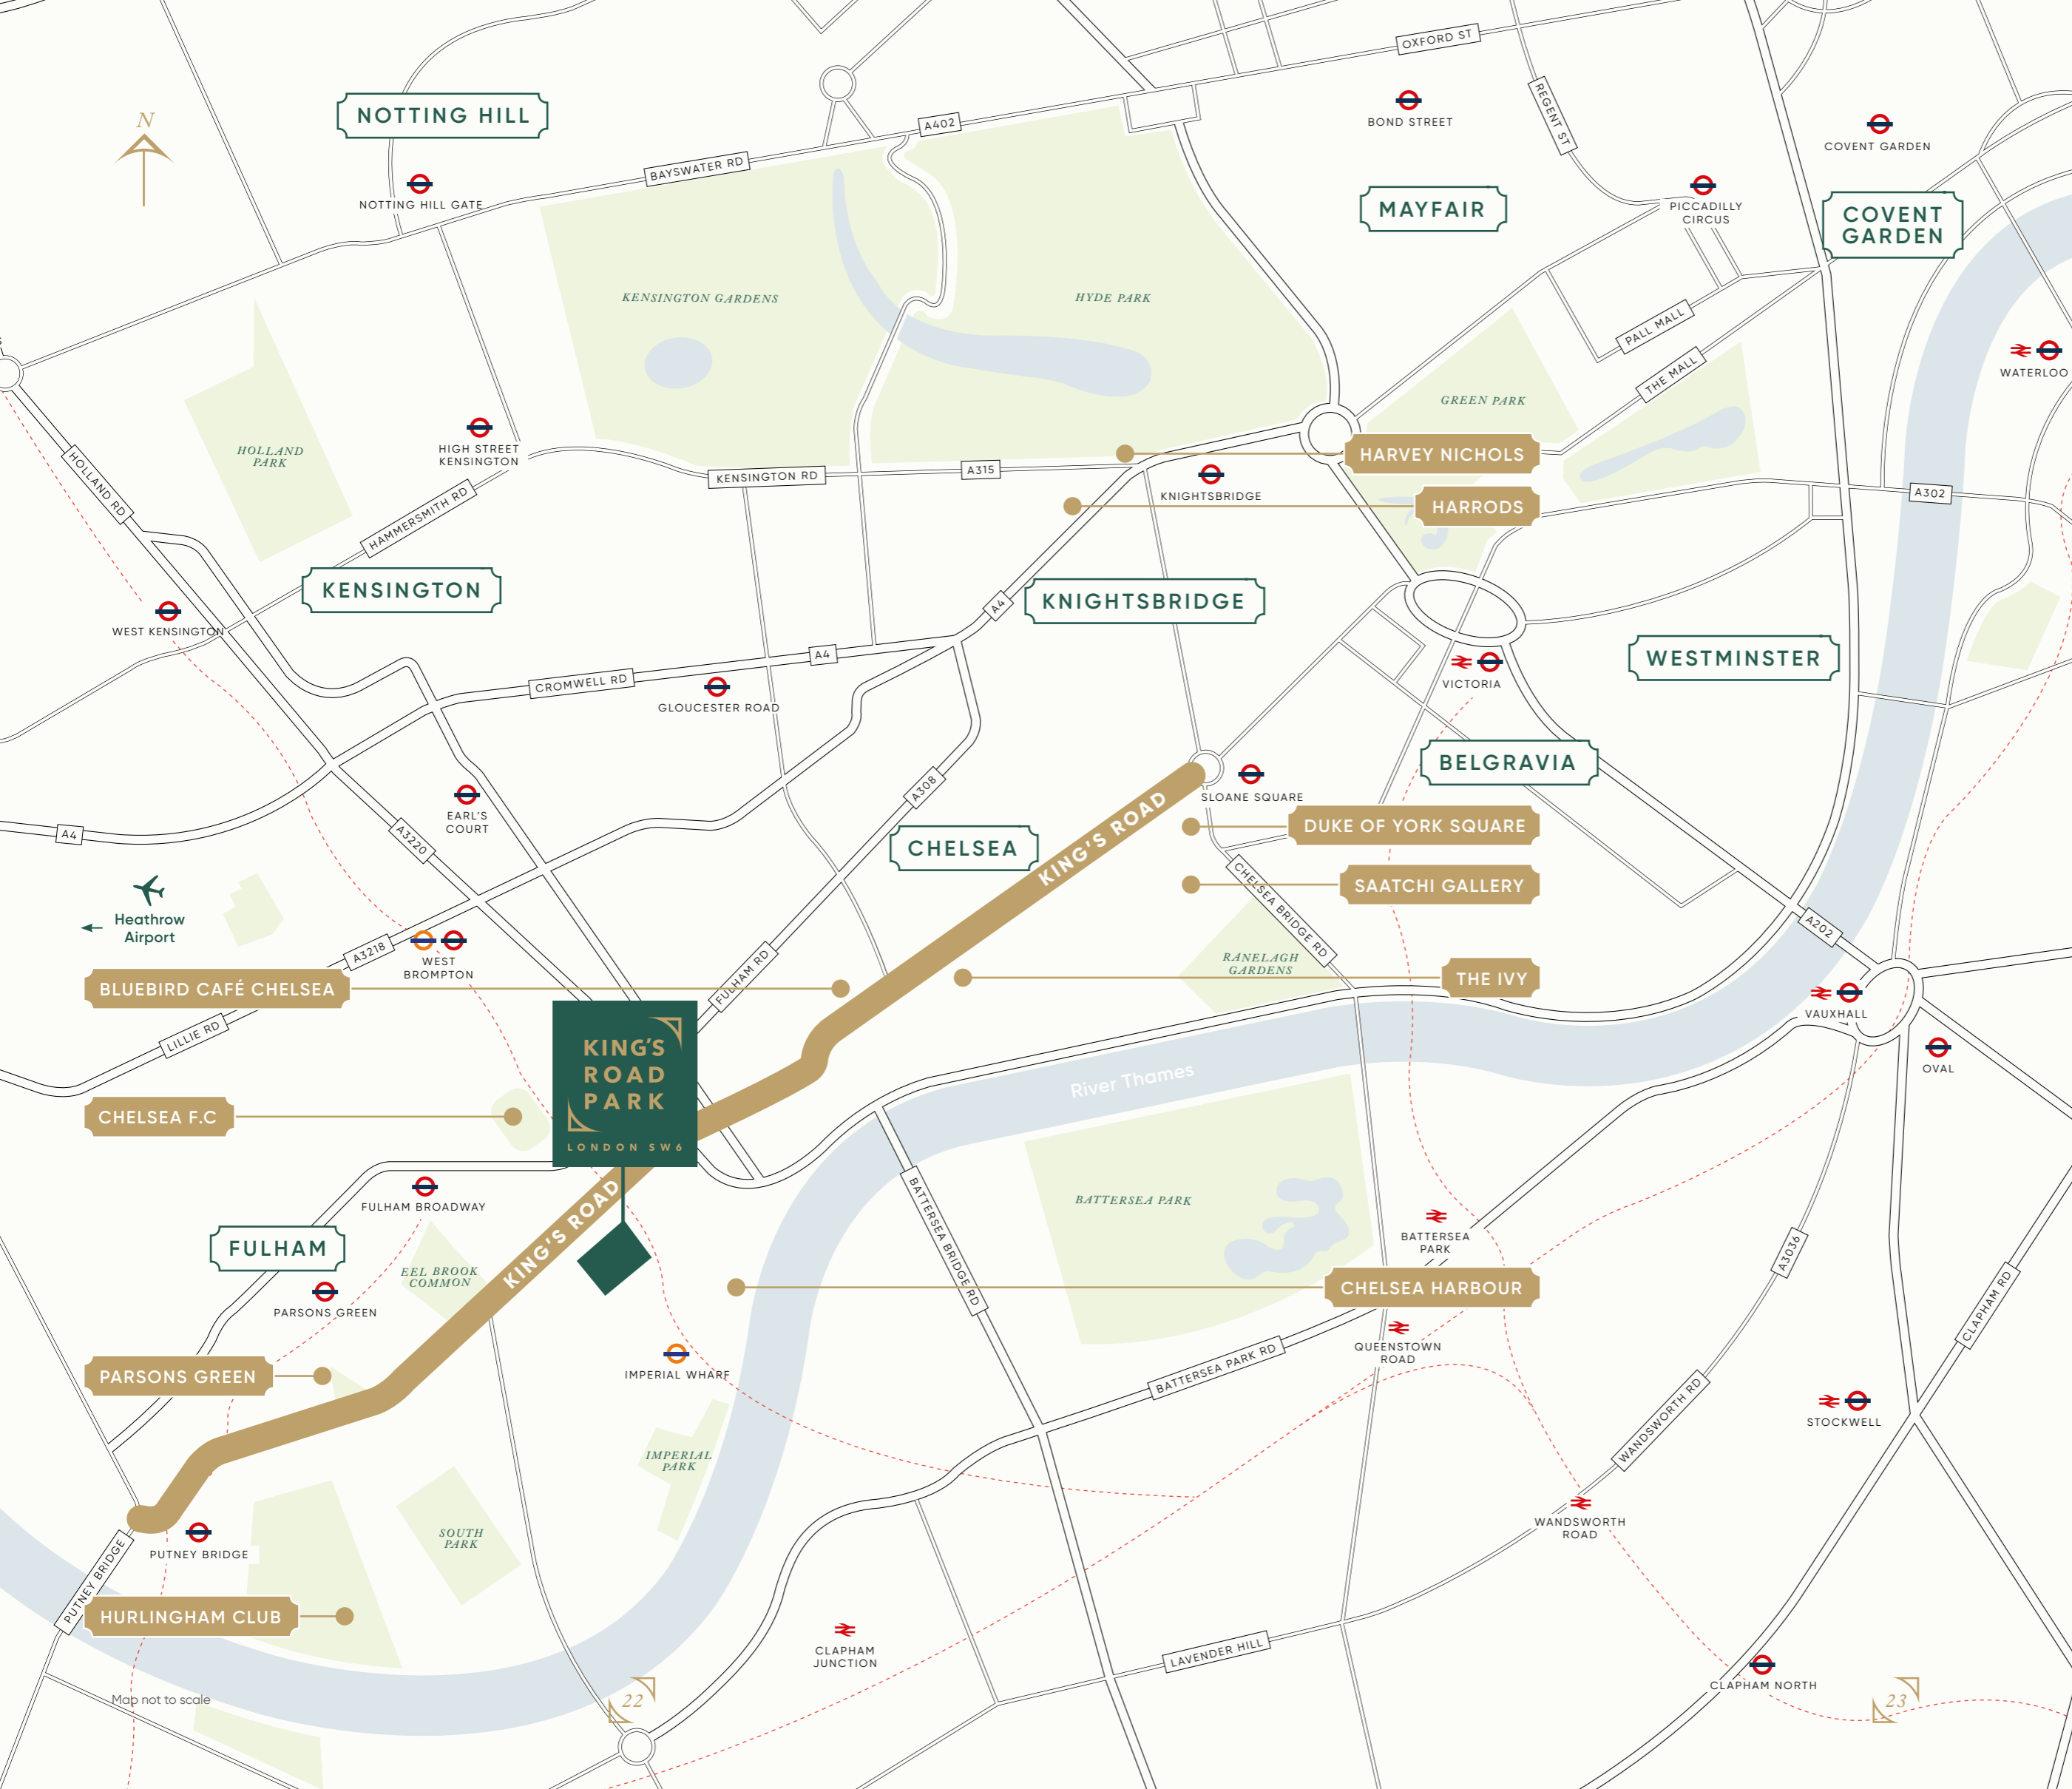 OXFORD ST
NOTTING HILL
A402
BOND STREET
REGENT ST
COVENT GARDEN
N
BAYSWATER RD
NOTTING HILL GATE
MAYFAIR
PICCADILLY
CIRCUS
COVENT
GARDEN
KENSINGTON GARDENS
HYDE PARK
PALL MALL
THE MALL
WATERLOO
GREEN PARK
HOLLAND
PARK
HIGH STREET
KENSINGTON
HARVEY NICHOLS
HOLLAND RD
KENSINGTON RD
A315
KNIGHTSBRIDGE
A302
HAMMERSMITH RD
HARRODS
KENSINGTON
A4
KNIGHTSBRIDGE
WEST KENSINGTON
A4
WESTMINSTER
CROMWELL RD
VICTORIA
GLOUCESTER ROAD
BELGRAVIA
A308
SLOANE SQUARE
EARL'S
COURT
A4
A3220
CHELSEA
KING'S ROAD
DUKE OF YORK SQUARE
SAATCHI GALLERY
CHELSEA BRIDGE RD
Heathrow
Airport
A202
A3218
WEST
BROMPTON
FULHAM RD
RANELAGH
GARDENS
BLUEBIRD CAFÉ CHELSEA
THE IVY
LILLIE RD
VAUXHALL
KING'S
ROAD
PARK
LONDON SW6
River Thames
OVAL
CHELSEA F.C
FULHAM BROADWAY
BATTERSEA PARK
KING'S ROAD
BATTERSEA BRIDGE RD
BATTERSEA
PARK
FULHAM
A3036
EEL BROOK
COMMON
CHELSEA HARBOUR
PARSONS GREEN
CLAPHAM RD
QUEENSTOWN
ROAD
PARSONS GREEN
IMPERIAL WHARF
BATTERSEA PARK RD
STOCKWELL
WANDSWORTH RD
IMPERIAL
PARK
WANDSWORTH
ROAD
SOUTH
PARK
PUTNEY BRIDGE
PUTNEY BRIDGE
HURLINGHAM CLUB
CLAPHAM
JUNCTION
LAVENDER HILL
CLAPHAM NORTH
Map not to scale
22
23